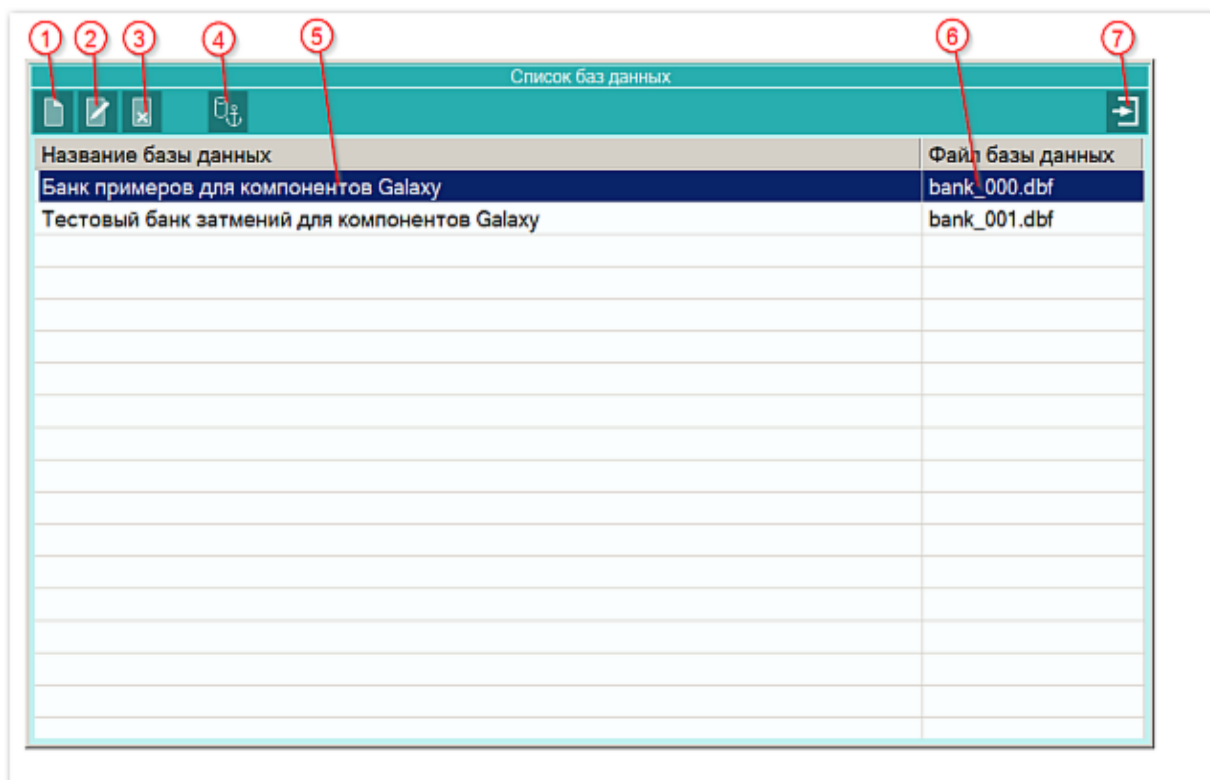 1 2 3 4 5 6 7
Список баз данных
Название базы данных Файл базы данных
Банк примеров для компонентов Galaxy bank_000.dbf
Тестовый банк затмений для компонентов Galaxy bank_001.dbf